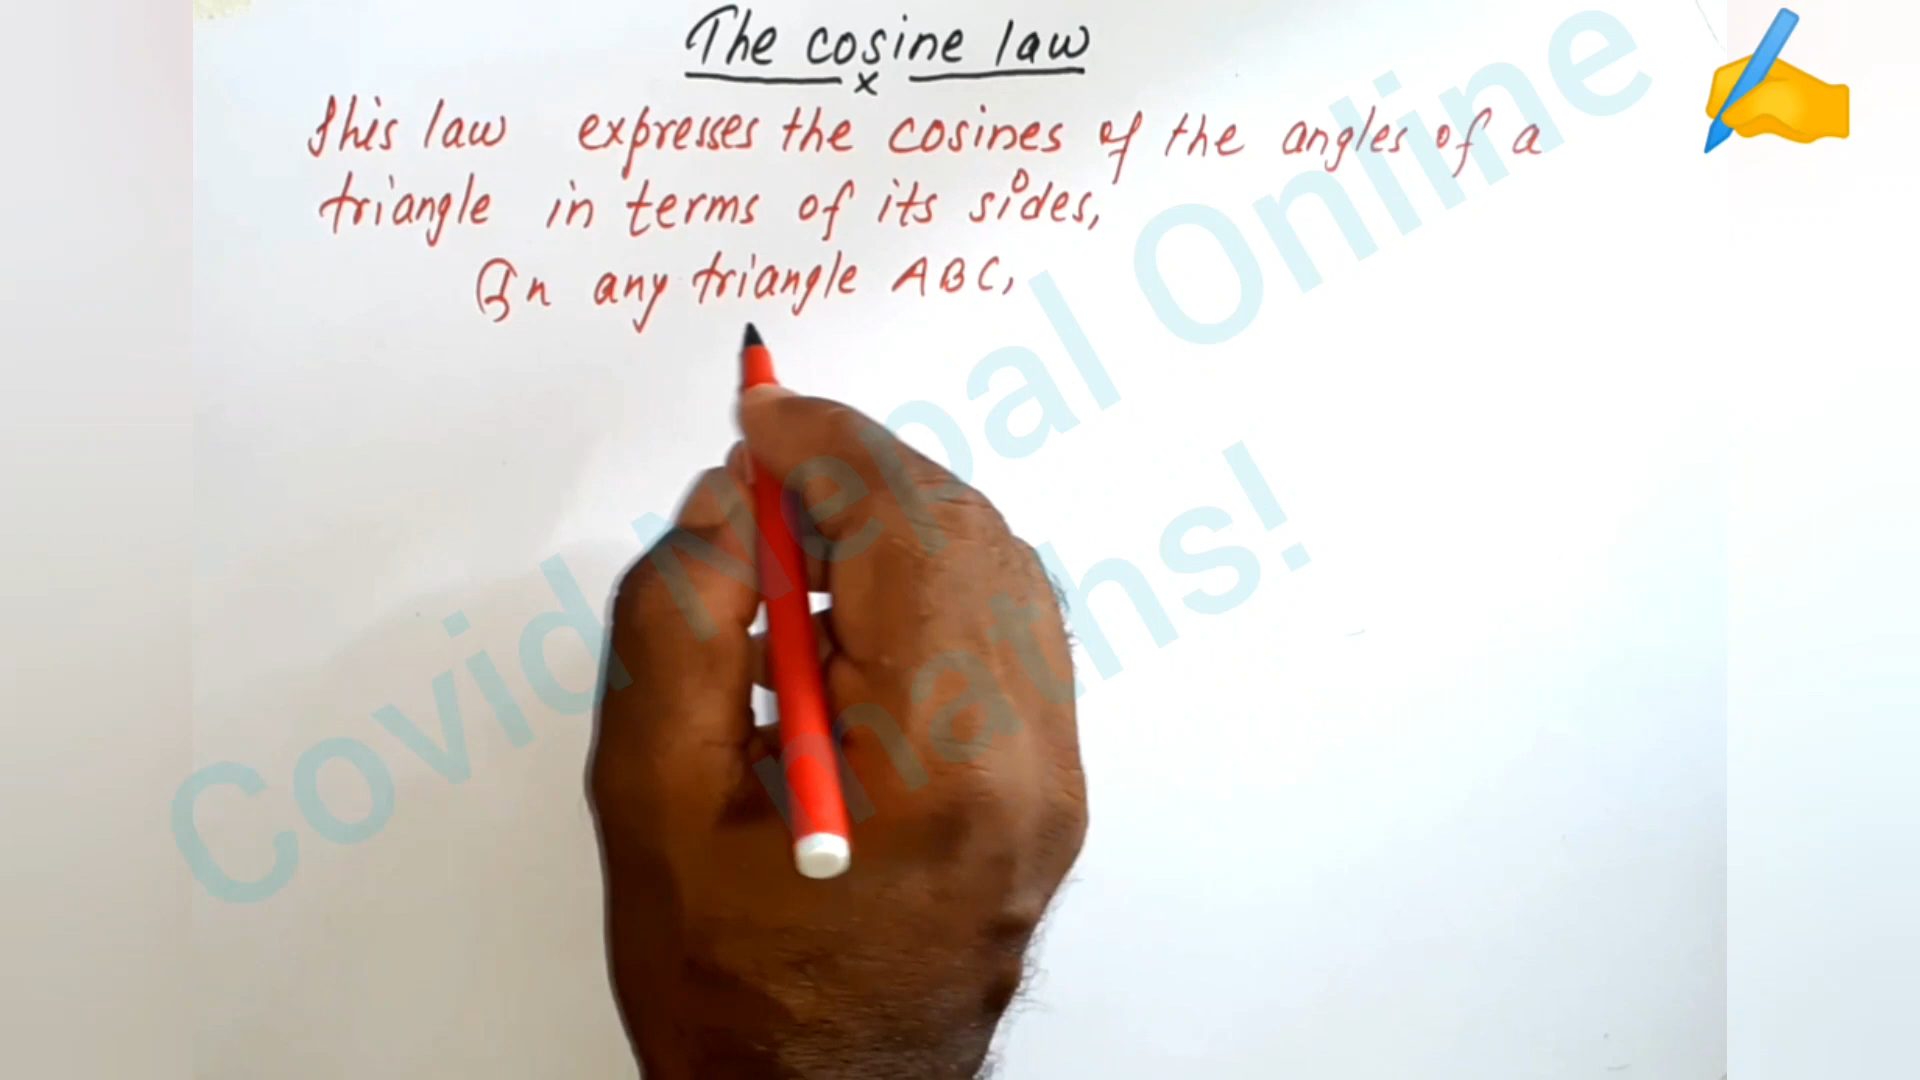 The cosine law
x
This law expresses the cosines of the angles of a
triangle in terms of its sides,
In any triangle ABC,
Covid Nepal Online
maths!